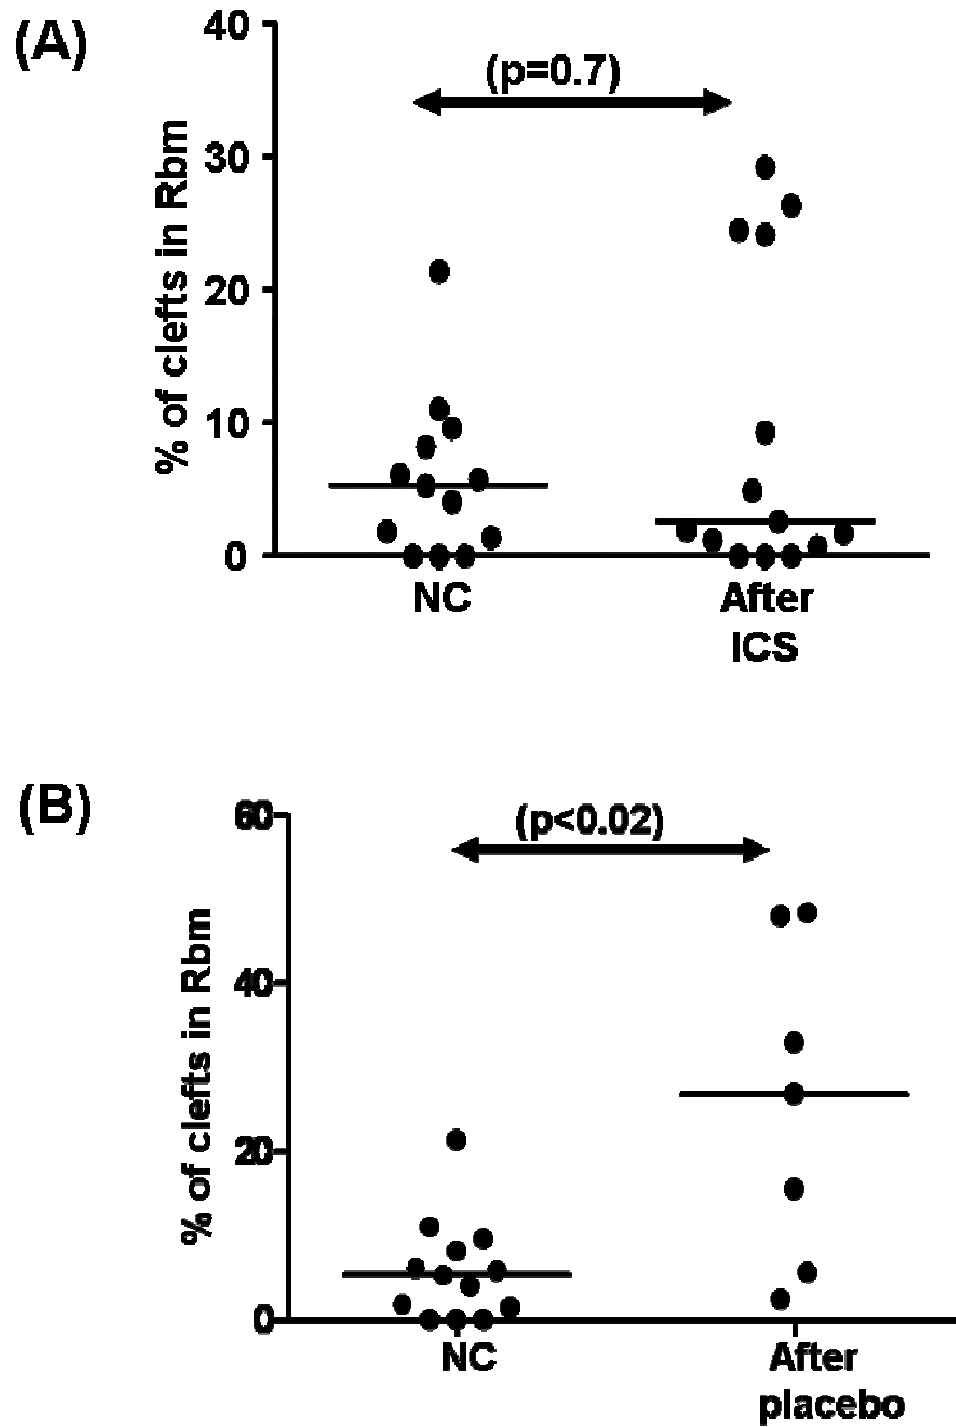 (A)
40
(p=0.7)
30
20
10
0
% of clefts in Rbm
NC
After
ICS
(B)
60
(p<0.02)
40
20
0
% of clefts in Rbm
NC
After
placebo